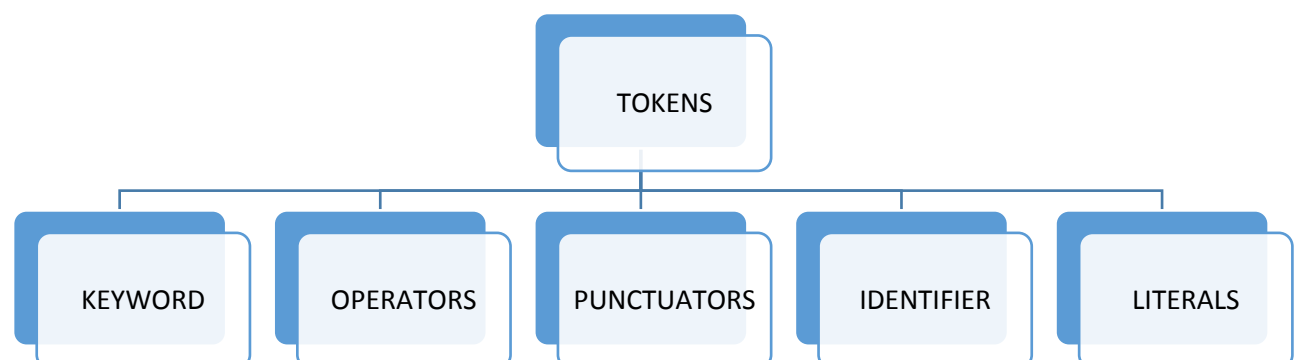 TOKENS
KEYWORD
OPERATORS
PUNCTUATORS
IDENTIFIER
LITERALS